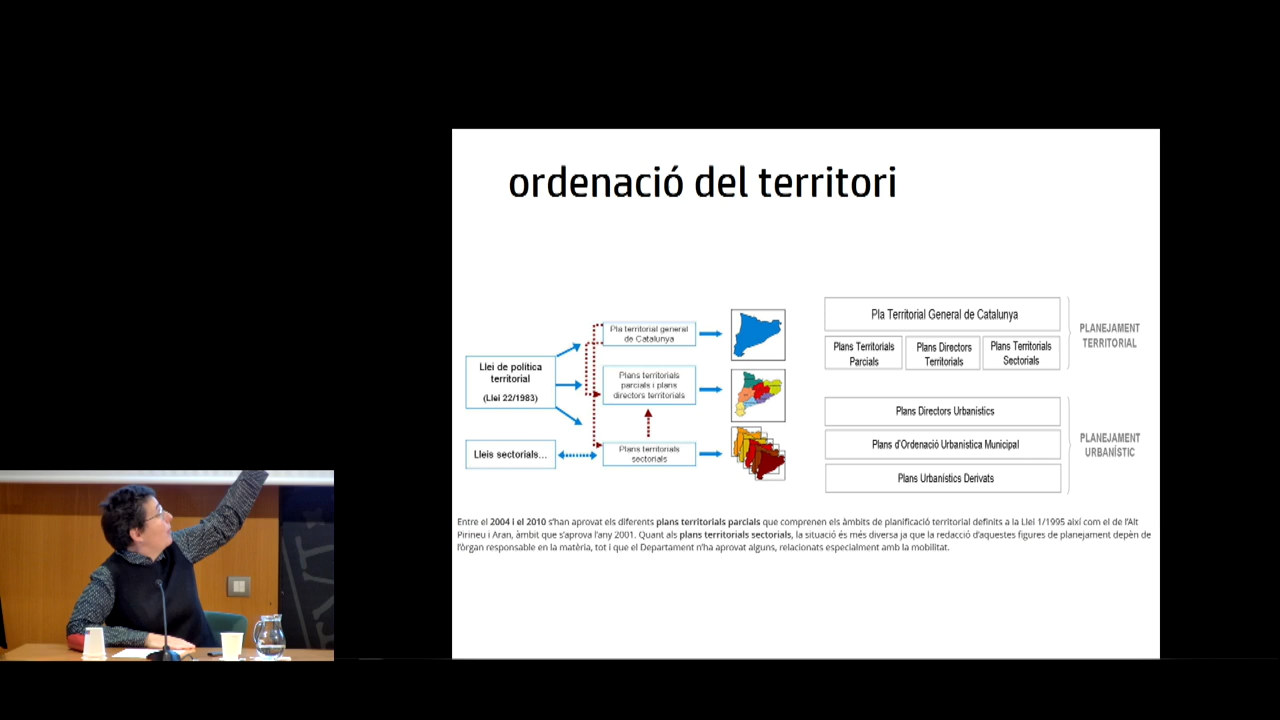 ordenació del territori
Llei de política
territorial
(Llei 22/1983)
Lleis sectorials...
Pla territorial general
de Catalunya
Plans territorials
parcials i plans
directors territorials
Plans territorials
sectorials
Pla Territorial General de Catalunya
Plans Territorials
Parcials
Plans Directors
Territorials
Plans Territorials
Sectorials
PLANEJAMENT
TERRITORIAL
Plans Directors Urbanístics
Plans d'Ordenació Urbanística Municipal
Plans Urbanístics Derivats
PLANEJAMENT
URBANÍSTIC
Entre el 2004 i el 2010 s'han aprovat els diferents plans territorials parcials que comprenen els àmbits de planificació territorial definits a la Llei 1/1995 així com el de l'Alt
Pirineu i Aran, àmbit que s'aprova l'any 2001. Quant als plans territorials sectorials, la situació és més diversa ja que la redacció d'aquestes figures de planejament depèn de
l'òrgan responsable en la matèria, tot i que el Departament n'ha aprovat alguns, relacionats especialment amb la mobilitat.